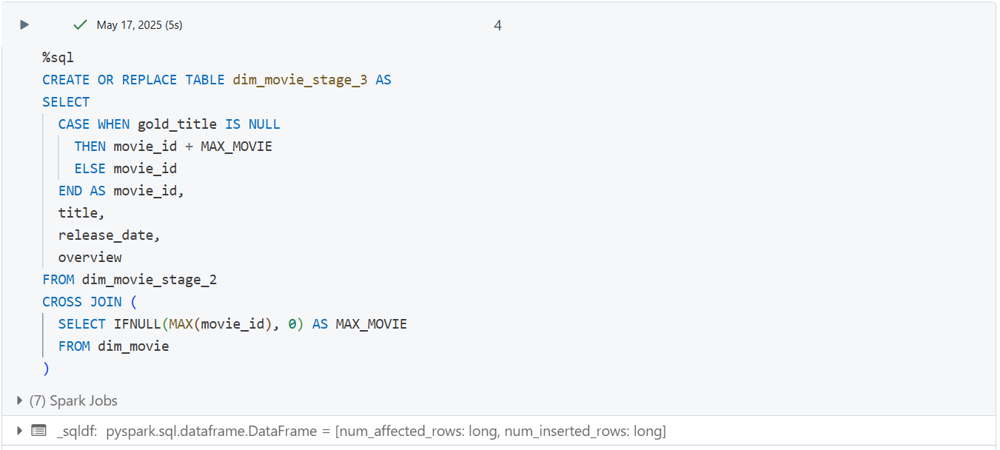 May 17, 2025 (5s)
4
%sql
CREATE OR REPLACE TABLE dim_movie_stage_3 AS
SELECT
CASE WHEN gold_title IS NULL
THEN movie_id + MAX_MOVIE
ELSE movie_id
END AS movie_id,
title,
release_date,
overview
FROM dim_movie_stage_2
CROSS JOIN (
SELECT IFNULL(MAX(movie_id), 0) AS MAX_MOVIE
FROM dim_movie
)
(7) Spark Jobs
_sqldf: pyspark.sql.dataframe.DataFrame = [num_affected_rows: long, num_inserted_rows: long]